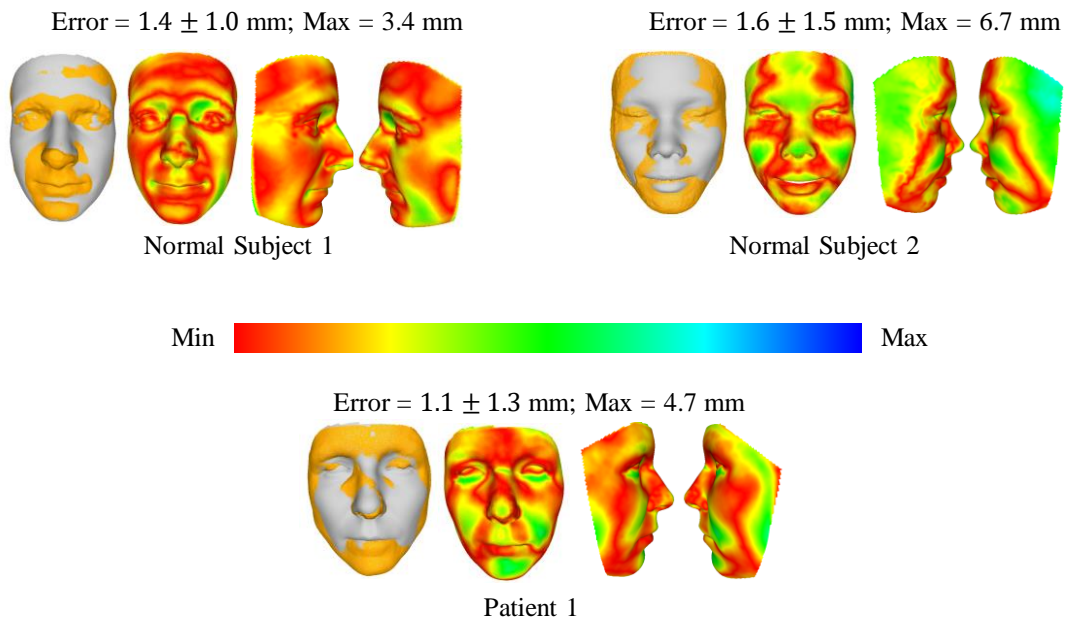 Error = 1.4 ± 1.0 mm; Max = 3.4 mm
Error = 1.6 ± 1.5 mm; Max = 6.7 mm
Normal Subject 1
Normal Subject 2
Min
Max
Error = 1.1 ± 1.3 mm; Max = 4.7 mm
Patient 1